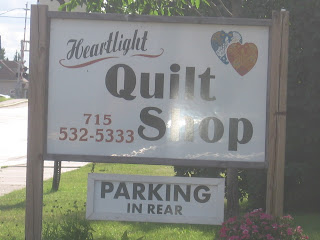 Heartlight
Quilt
715
532-5333
Shop
PARKING
IN REAR